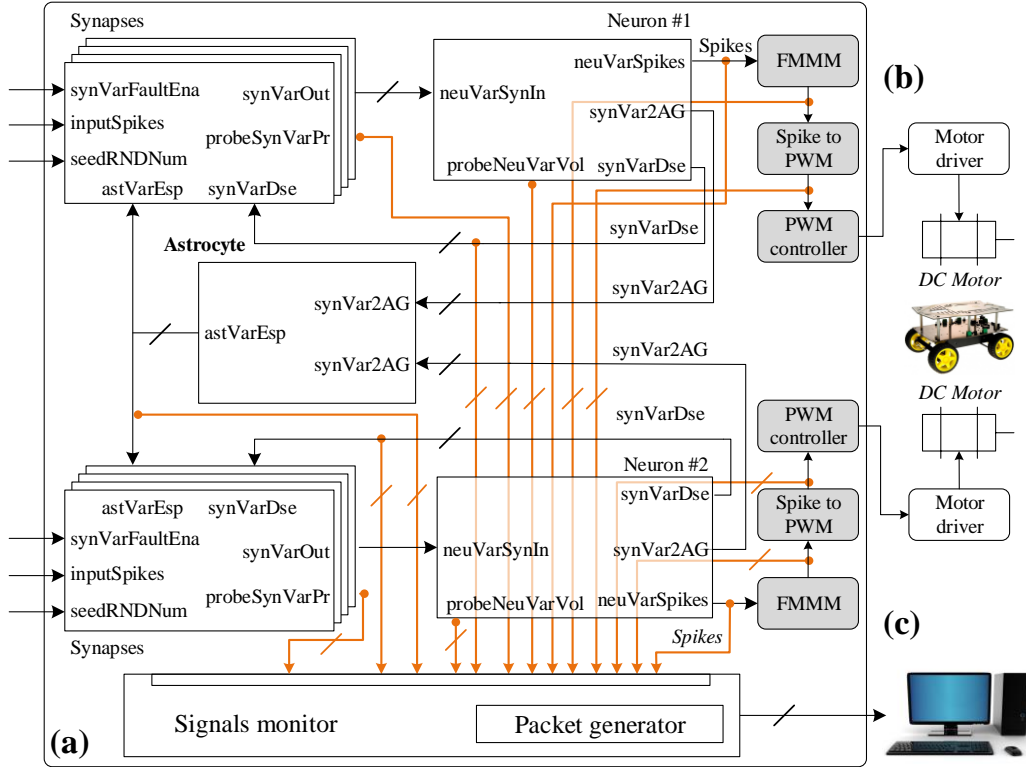 Synapses
synVarFaultEna
inputSpikes
seedRNDNum
synVarOut
probeSynVarPr
astVarEsp
synVarDse
Neuron #1
neuVarSynIn
neuVarSpikes
synVar2AG
probeNeuVarVol
synVarDse
Spikes
FMMM
Spike to
PWM
PWM
controller
(b)
Motor
driver
DC Motor
synVarDse
Astrocyte
synVar2AG
astVarEsp
synVar2AG
synVar2AG
synVar2AG
DC Motor
synVarDse
PWM
controller
Motor
driver
Spike to
PWM
FMMM
Neuron #2
synVarDse
synVar2AG
neuVarSynIn
neuVarSpikes
probeNeuVarVol
astVarEsp
synVarDse
synVarFaultEna
synVarOut
inputSpikes
probeSynVarPr
seedRNDNum
Synapses
Spikes
(c)
Signals monitor
Packet generator
(a)